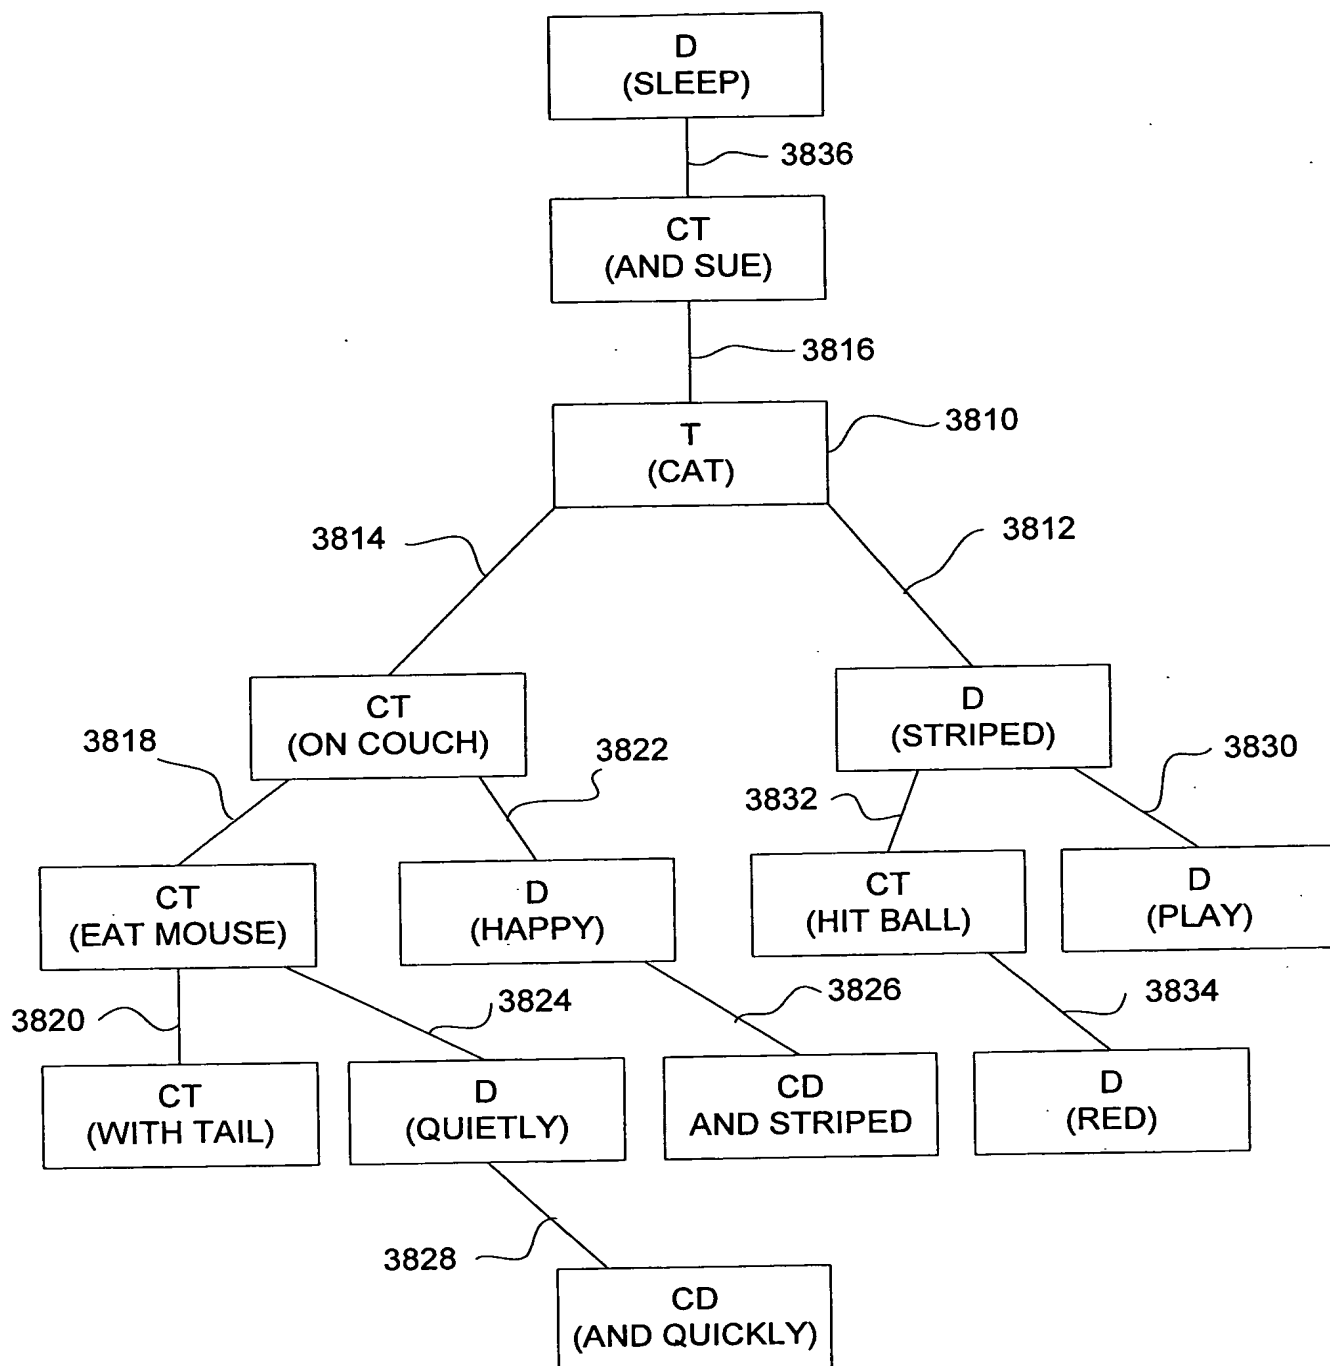 D
(SLEEP)
3836
CT
(AND SUE)
3816
T
(CAT)
3810
3814
3812
CT
(ON COUCH)
D
(STRIPED)
3818
3822
3832
3830
CT
(EAT MOUSE)
D
(HAPPY)
CT
(HIT BALL)
D
(PLAY)
3820
3824
3826
3834
CT
(WITH TAIL)
D
(QUIETLY)
CD
AND STRIPED
D
(RED)
3828
CD
(AND QUICKLY)